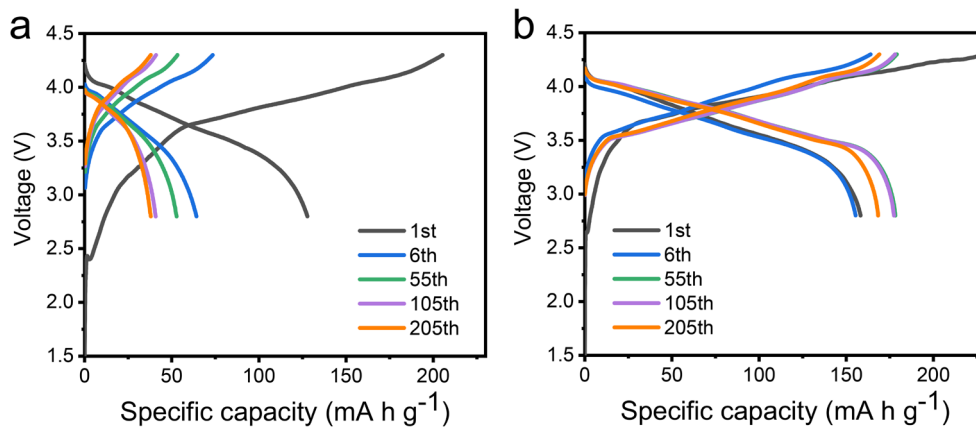 a
4.5
4.0
3.5
3.0
2.5
2.0
1.5
Voltage (V)
1st
6th
55th
105th
205th
0 50 100 150 200
Specific capacity (mA h g⁻¹)
b
4.5
4.0
3.5
3.0
2.5
2.0
1.5
Voltage (V)
1st
6th
55th
105th
205th
0 50 100 150 200
Specific capacity (mA h g⁻¹)